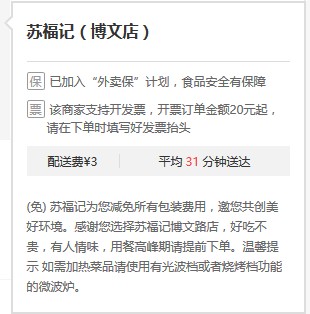 苏福记（博文店）
保 已加入“外卖保”计划，食品安全有保障
票 该商家支持开发票，开票订单金额20元起，
请在下单时填写好发票抬头
配送费¥3 平均 31 分钟送达
(免) 苏福记为您减免所有包装费用，邀您共创美
好环境。感谢您选择苏福记博文路店，好吃不
贵，有人情味，用餐高峰期请提前下单。温馨提
示 如需加热菜品请使用有光波档或者烧烤档功能
的微波炉。